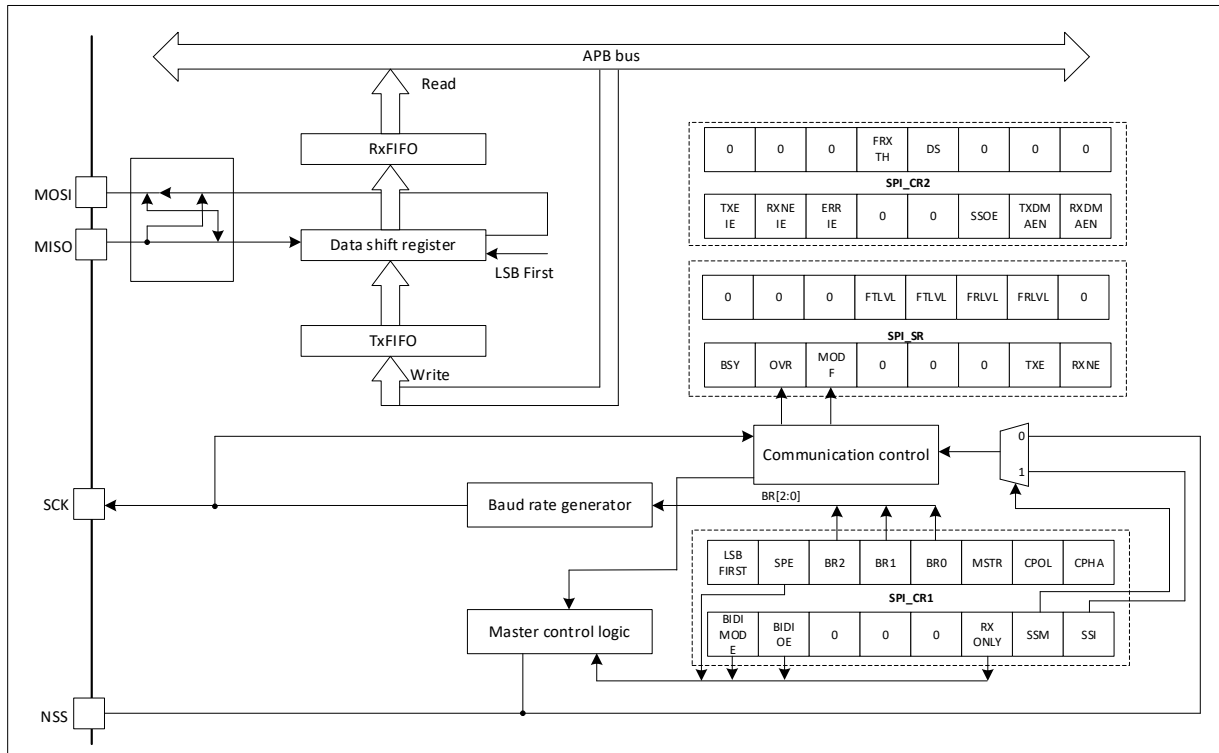 APB bus
Read
RxFIFO
MOSI
MISO
Data shift register
LSB First
TxFIFO
Write
0 0 0 FRX TH DS 0 0 0
SPI_CR2
TXE IE RXNE IE ERR IE 0 0 SSOE TXDM AEN RXDM AEN
0 0 0 FTLVL FTLVL FRLVL FRLVL 0
SPI_SR
BSY OVR MOD F 0 0 0 TXE RXNE
Communication control
0
1
SCK
Baud rate generator
BR[2:0]
LSB FIRST SPE BR2 BR1 BR0 MSTR CPOL CPHA
SPI_CR1
BIDI MOD E BIDI OE 0 0 0 RX ONLY SSM SSI
Master control logic
NSS